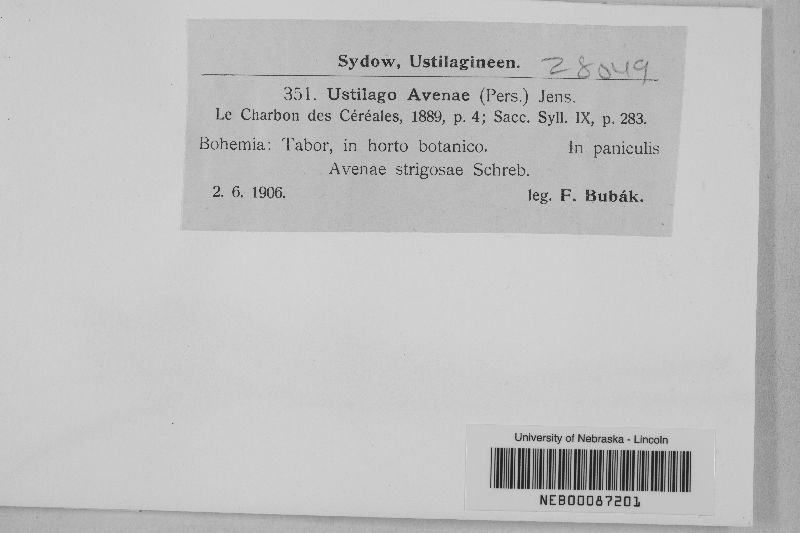 Sydow, Ustilagineen. 28049
351. Ustilago Avenae (Pers.) Jens.
Le Charbon des Céréales, 1889, p. 4; Sacc. Syll. IX, p. 283.
Bohemia: Tabor, in horto botanico. In paniculis
Avenae strigosae Schreb.
2. 6. 1906. leg. F. Bubák.
University of Nebraska - Lincoln
NEB00087201